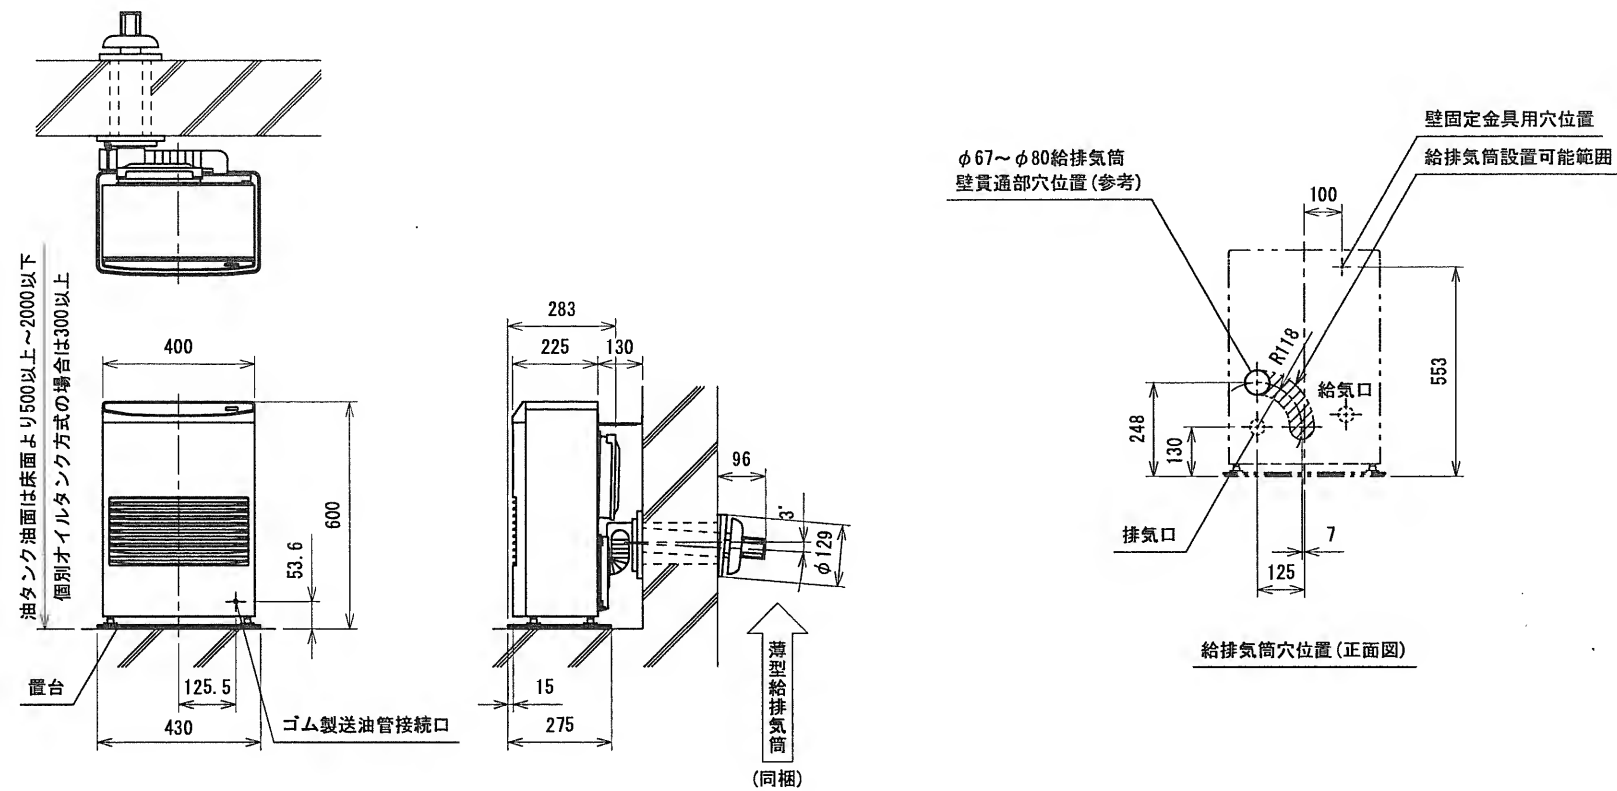 油タンク油面は床面より500以上～2000以下
個別オイルタンク方式の場合は300以上
400
600
53.6
置台
125.5
430
ゴム製送油管接続口
283
225
130
96
3°
φ129
15
275
薄型給排気筒
(同梱)
φ67～φ80給排気筒
壁貫通部穴位置(参考)
壁固定金具用穴位置
給排気筒設置可能範囲
100
R118
給気口
553
248
130
排気口
7
125
給排気筒穴位置(正面図)